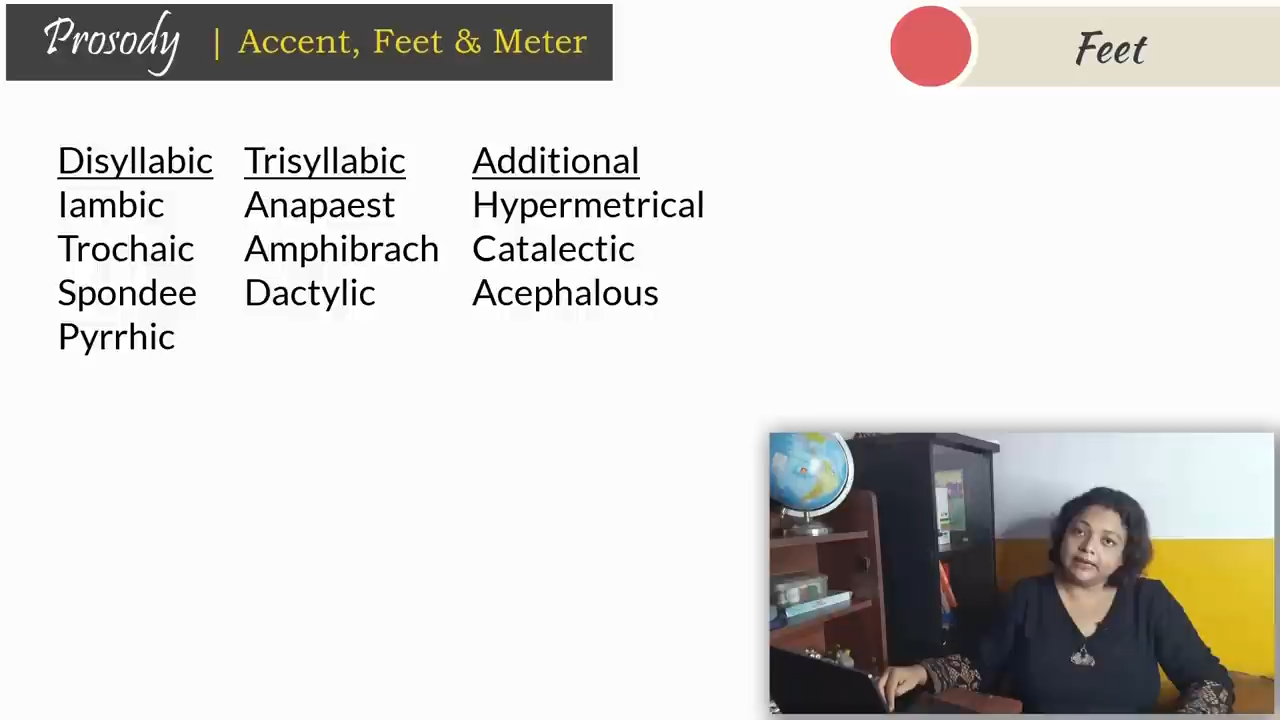 Prosody | Accent, Feet & Meter
Feet
Disyllabic Trisyllabic Additional
Iambic Anapaest Hypermetrical
Trochaic Amphibrach Catalectic
Spondee Dactylic Acephalous
Pyrrhic